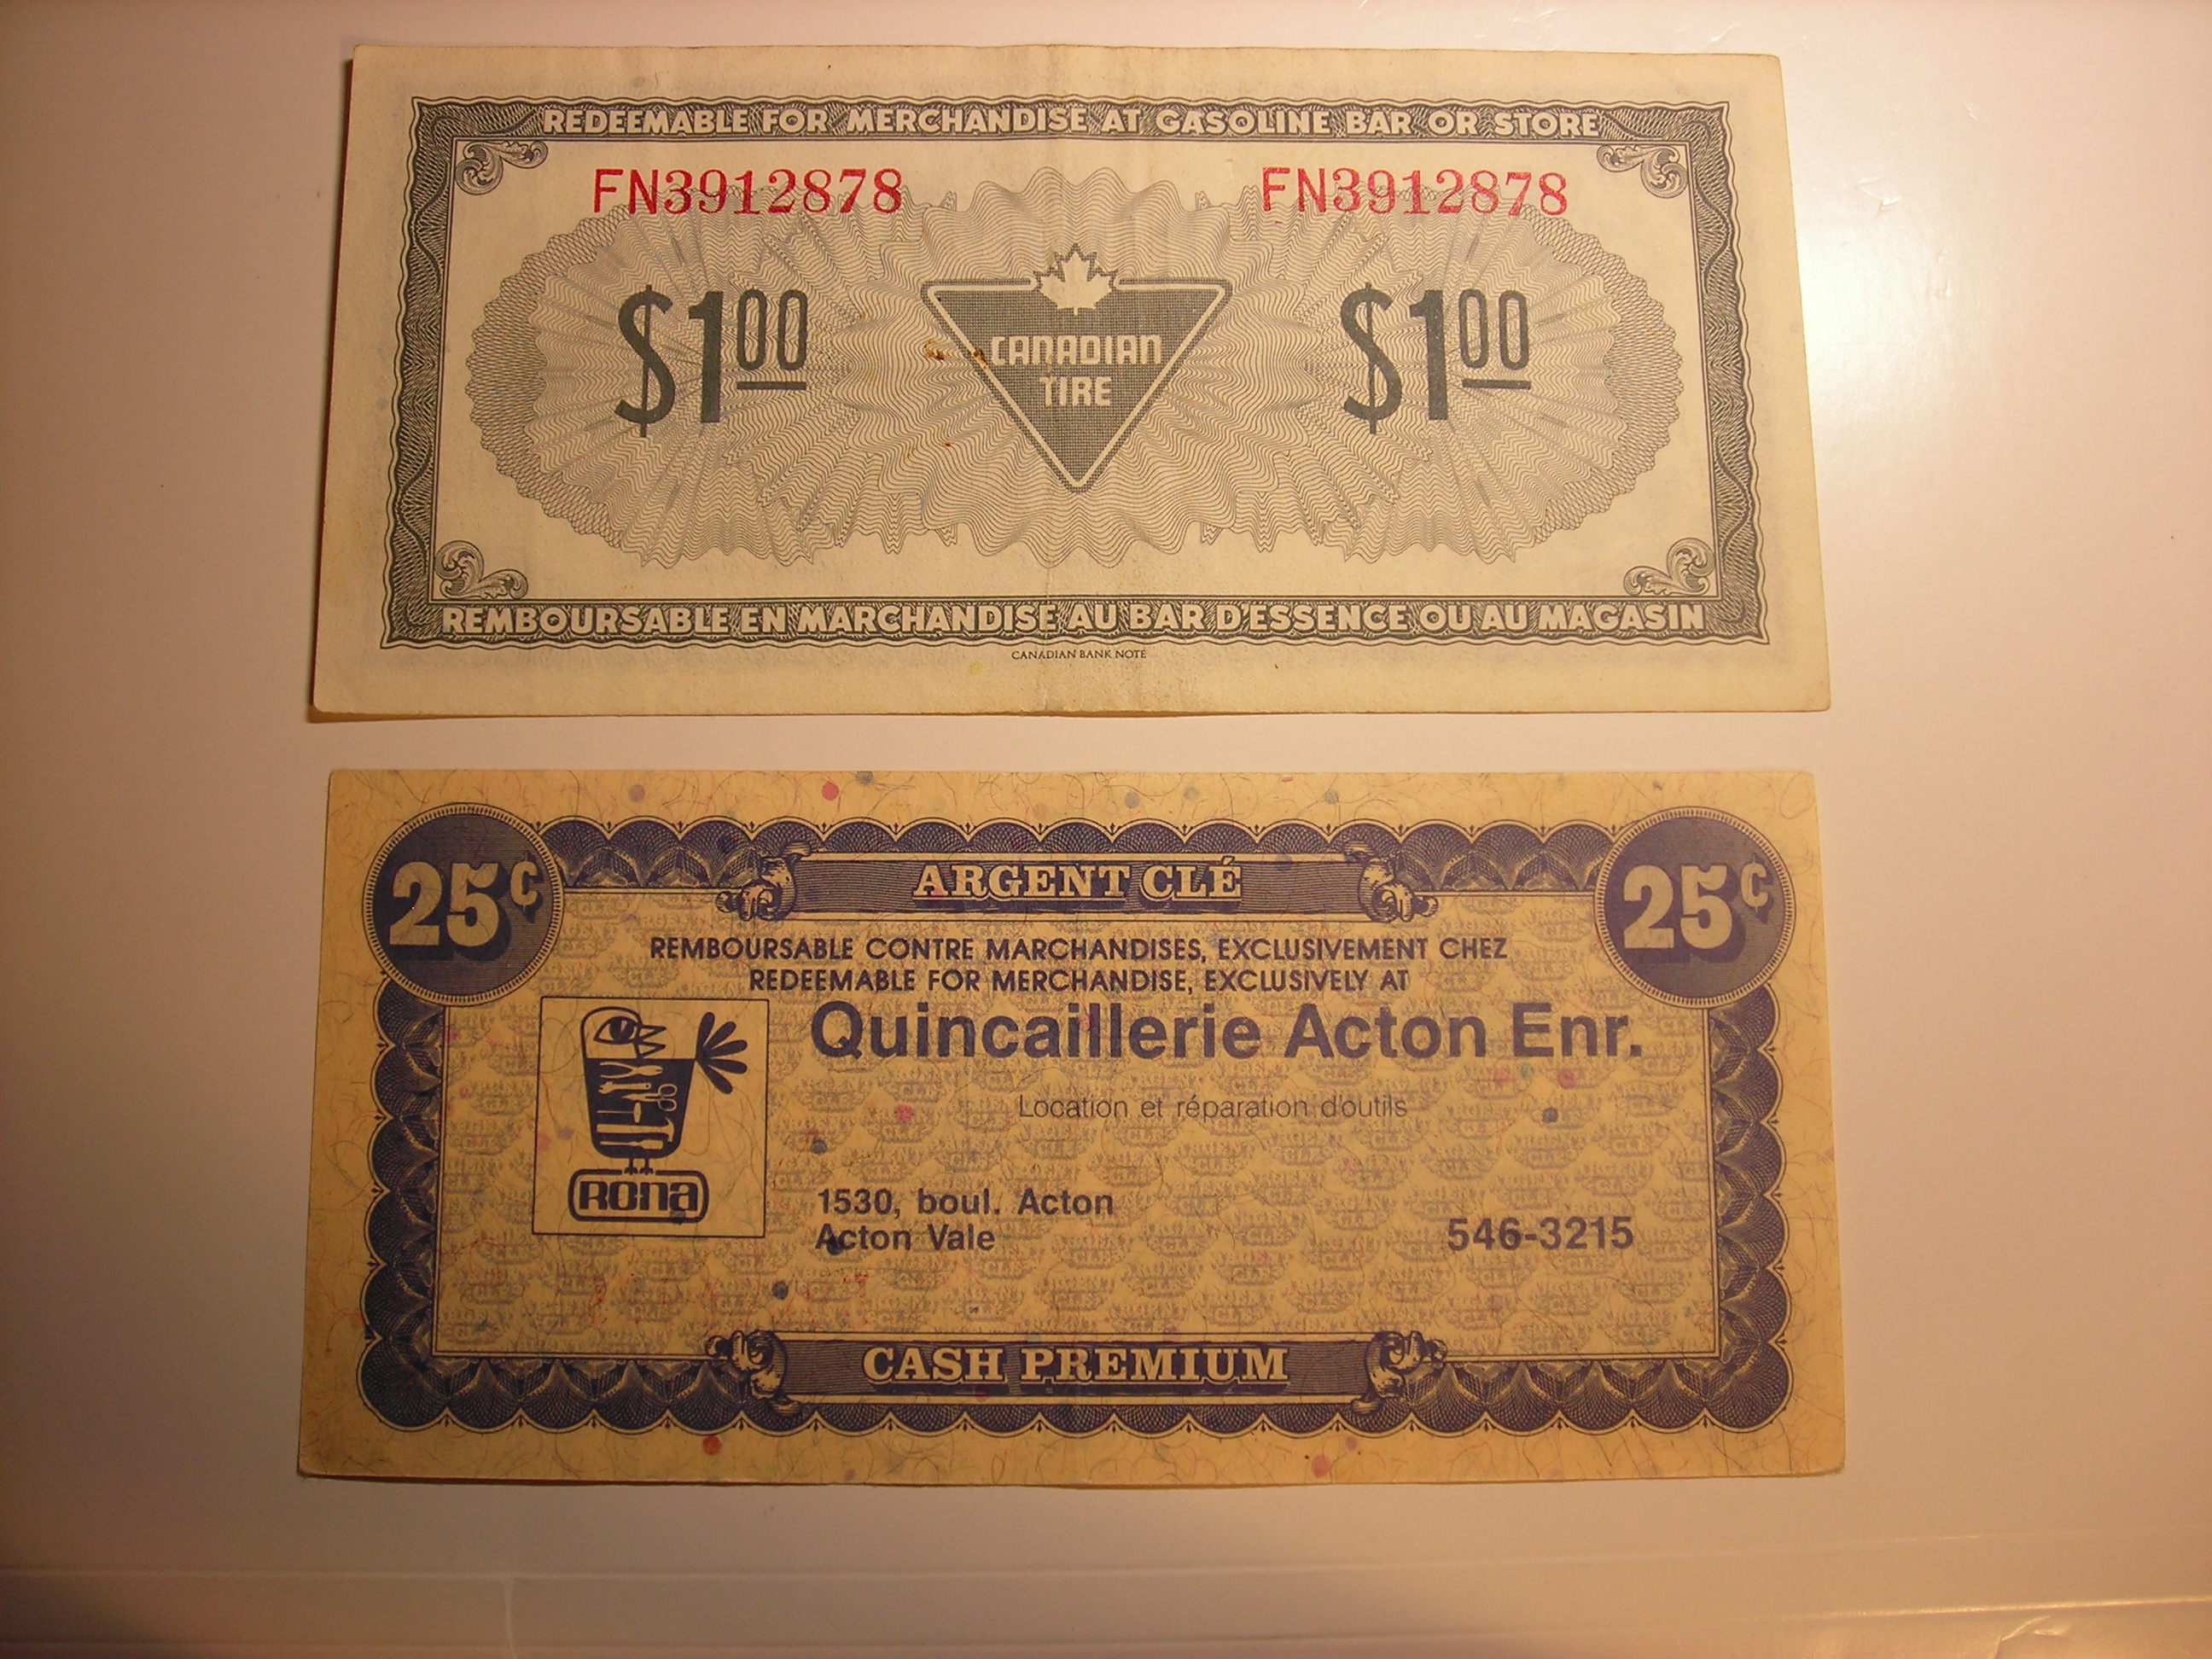 REDEEMABLE FOR MERCHANDISE AT GASOLINE BAR OR STORE
FN3912878 FN3912878
$1.00 $1.00
CANADIAN
TIRE
REMBOURSABLE EN MARCHANDISE AU BAR D'ESSENCE OU AU MAGASIN
CANADIAN BANK NOTE
25¢ ARGENT CLÉ 25¢
REMBOURSABLE CONTRE MARCHANDISES, EXCLUSIVEMENT CHEZ
REDEEMABLE FOR MERCHANDISE, EXCLUSIVELY AT
Quincaillerie Acton Enr.
Location et réparation d'outils
RONA
1530, boul. Acton
Acton Vale 546-3215
CASH PREMIUM